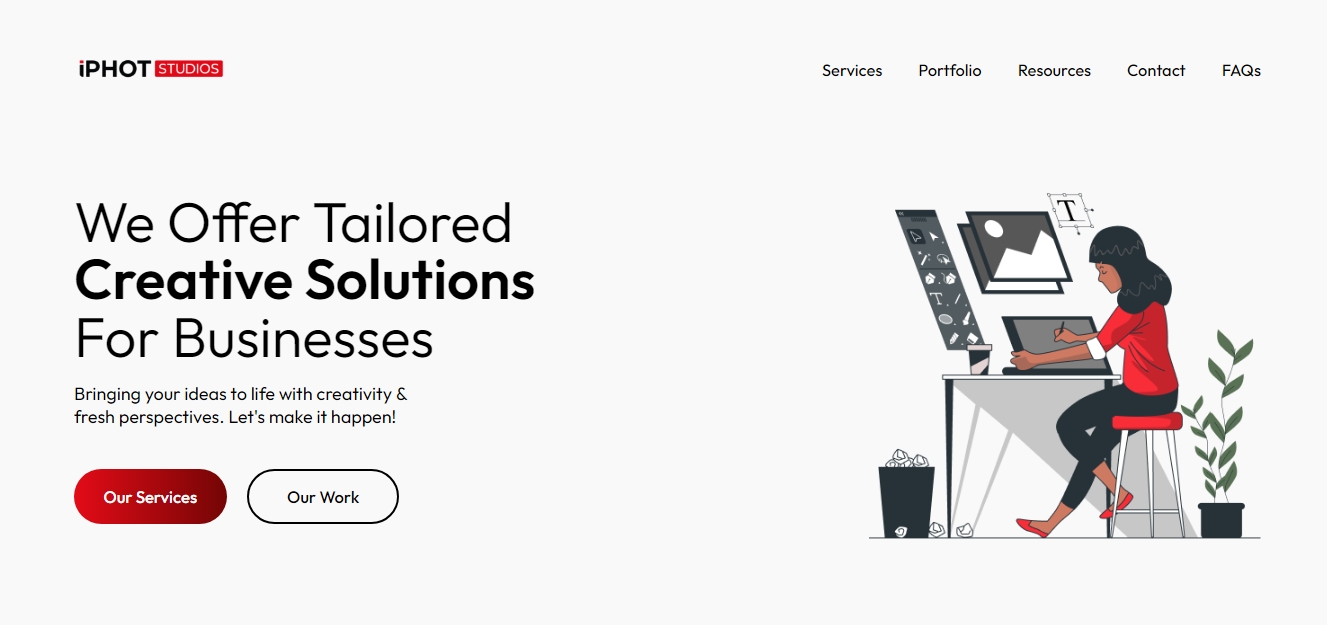 iPHOT STUDIOS
Services Portfolio Resources Contact FAQs
We Offer Tailored
Creative Solutions
For Businesses
Bringing your ideas to life with creativity &
fresh perspectives. Let's make it happen!
Our Services Our Work
T
T